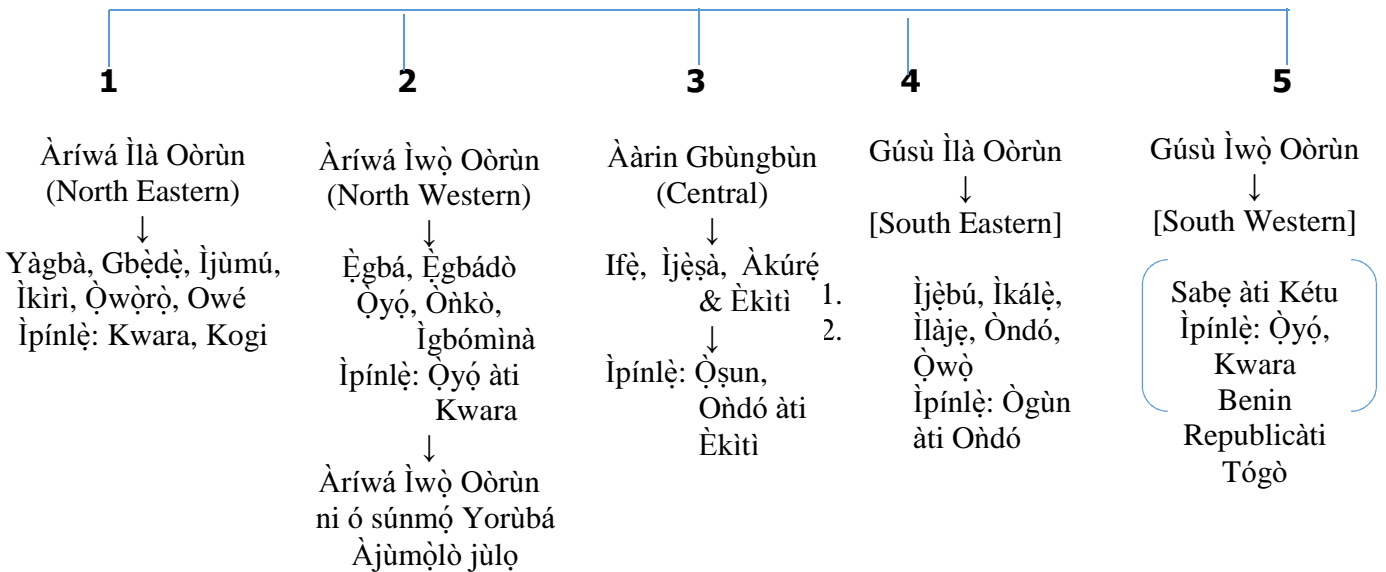 1
Àríwá Ìlà Oòrùn
(North Eastern)
↓
Yàgbà, Gbẹ̀dẹ̀, Ìjùmú,
Ìkìrì, Ọ̀wọ̀rọ̀, Owé
Ìpínlẹ̀: Kwara, Kogi
2
Àríwá Ìwọ̀ Oòrùn
(North Western)
↓
Ẹ̀gbá, Ẹ̀gbádò
Ọ̀yọ́, Òǹkò,
Ìgbómìnà
Ìpínlẹ̀: Ọ̀yọ́ àti
Kwara
↓
Àríwá Ìwọ̀ Oòrùn
ni ó súnmọ́ Yorùbá
Àjùmọ̀lò jùlọ
3
Ààrin Gbùngbùn
(Central)
↓
Ifẹ̀, Ìjẹ̀ṣà, Àkúrẹ́
& Èkìtì
↓
Ìpínlẹ̀: Ọ̀ṣun,
Oǹdó àti
Èkìtì
4
Gúsù Ìlà Oòrùn
↓
[South Eastern]
1. Ìjẹ̀bú, Ìkálẹ̀,
2. Ìlàjẹ, Òndó,
Ọ̀wọ̀
Ìpínlẹ̀: Ògùn
àti Oǹdó
5
Gúsù Ìwọ̀ Oòrùn
↓
[South Western]
Sabẹ àti Kétu
Ìpínlẹ̀: Ọ̀yọ́,
Kwara
Benin
Republicàti
Tógò